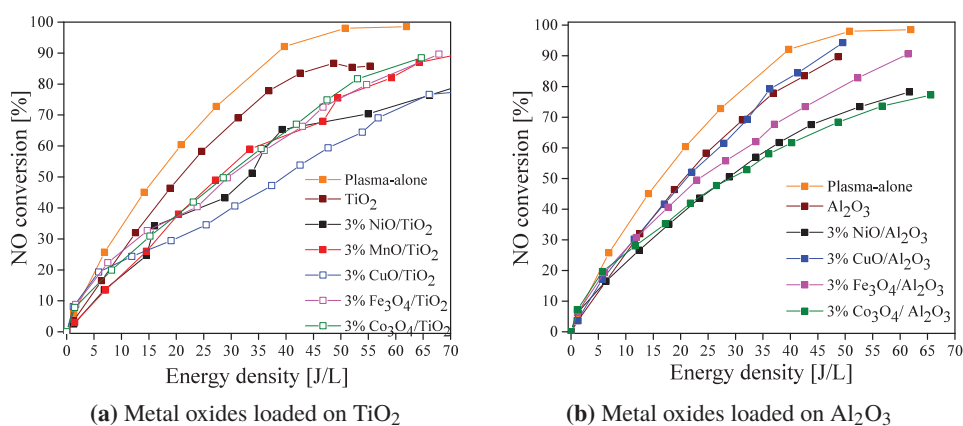 100
90
80
70
60
50
40
30
20
10
0
NO conversion [%]
0 5 10 15 20 25 30 35 40 45 50 55 60 65 70
Energy density [J/L]
Plasma-alone
TiO₂
3% NiO/TiO₂
3% MnO/TiO₂
3% CuO/TiO₂
3% Fe₃O₄/TiO₂
3% Co₃O₄/TiO₂
(a) Metal oxides loaded on TiO₂
100
90
80
70
60
50
40
30
20
10
0
NO conversion [%]
0 5 10 15 20 25 30 35 40 45 50 55 60 65 70
Energy density [J/L]
Plasma-alone
Al₂O₃
3% NiO/Al₂O₃
3% CuO/Al₂O₃
3% Fe₃O₄/Al₂O₃
3% Co₃O₄/ Al₂O₃
(b) Metal oxides loaded on Al₂O₃